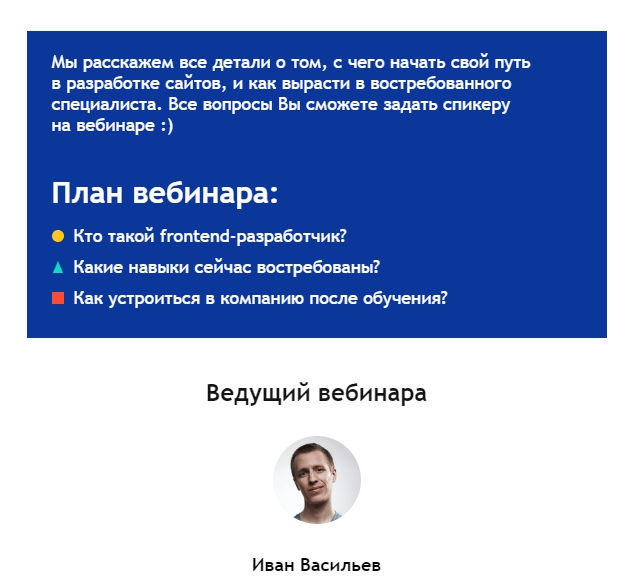 Мы расскажем все детали о том, с чего начать свой путь
в разработке сайтов, и как вырасти в востребованного
специалиста. Все вопросы Вы сможете задать спикеру
на вебинаре :)
План вебинара:
Кто такой frontend-разработчик?
Какие навыки сейчас востребованы?
Как устроиться в компанию после обучения?
Ведущий вебинара
Иван Васильев